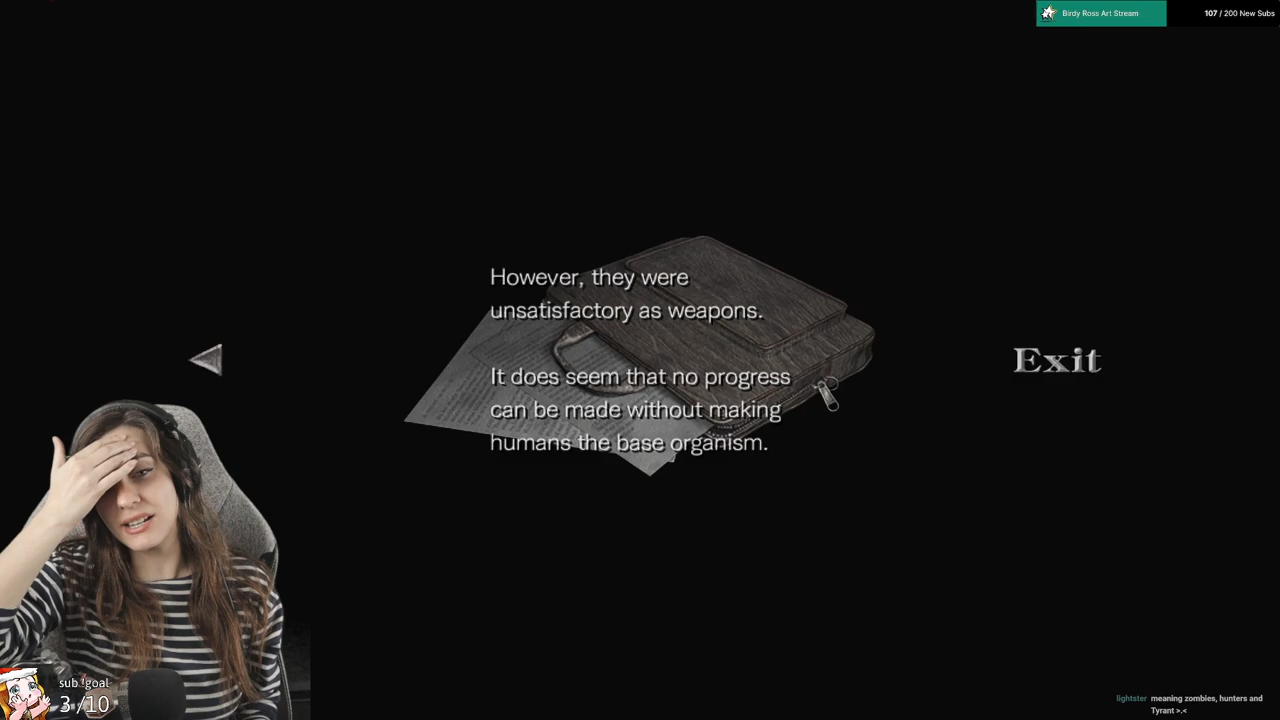 Birdy Ross Art Stream
107 / 200 New Subs
However, they were
unsatisfactory as weapons.
It does seem that no progress
can be made without making
humans the base organism.
Exit
sub goal
3 /10
lightster meaning zombies, hunters and
Tyrant >.<